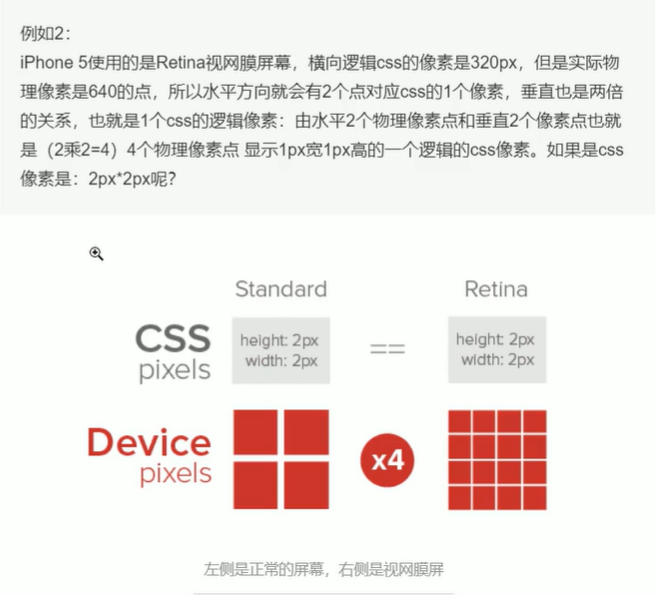 例如2：
iPhone 5使用的是Retina视网膜屏幕，横向逻辑css的像素是320px，但是实际物
理像素是640的点，所以水平方向就会有2个点对应css的1个像素，垂直也是两倍
的关系，也就是1个css的逻辑像素：由水平2个物理像素点和垂直2个像素点也就
是（2乘2=4）4个物理像素点 显示1px宽1px高的一个逻辑的css像素。如果是css
像素是：2px*2px呢？
Standard
Retina
CSS
pixels
height: 2px
width: 2px
==
height: 2px
width: 2px
Device
pixels
x4
左侧是正常的屏幕，右侧是视网膜屏